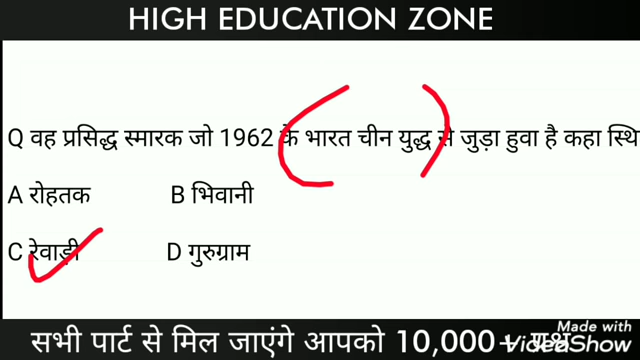 HIGH EDUCATION ZONE
Q वह प्रसिद्ध स्मारक जो 1962 के भारत चीन युद्ध से जुड़ा हुवा है कहा स्थि
A रोहतक B भिवानी
C रेवाड़ी D गुरुग्राम
सभी पार्ट से मिल जाएंगे आपको 10,000+
Made with
VideoShow